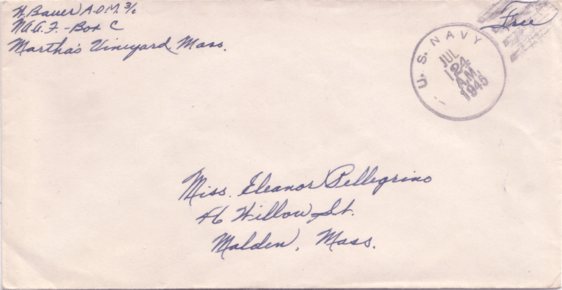 N. Bauer A.O.M. 3/c
N.A.A.F. - Box C
Martha's Vineyard Mass.
Free
U. S. NAVY
JUL
24
A.M.
1945
Miss. Eleanor Pellegrino
46 Willow St.
Malden, Mass.